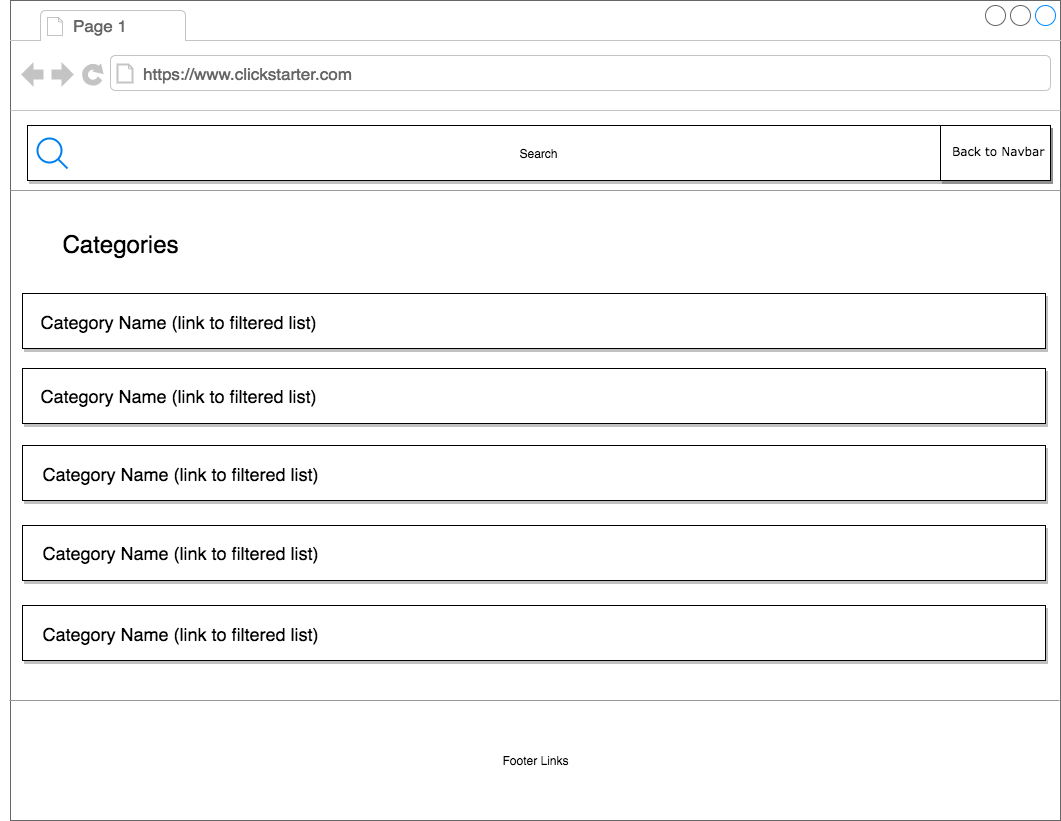 Page 1
https://www.clickstarter.com
Search
Back to Navbar
Categories
Category Name (link to filtered list)
Category Name (link to filtered list)
Category Name (link to filtered list)
Category Name (link to filtered list)
Category Name (link to filtered list)
Footer Links